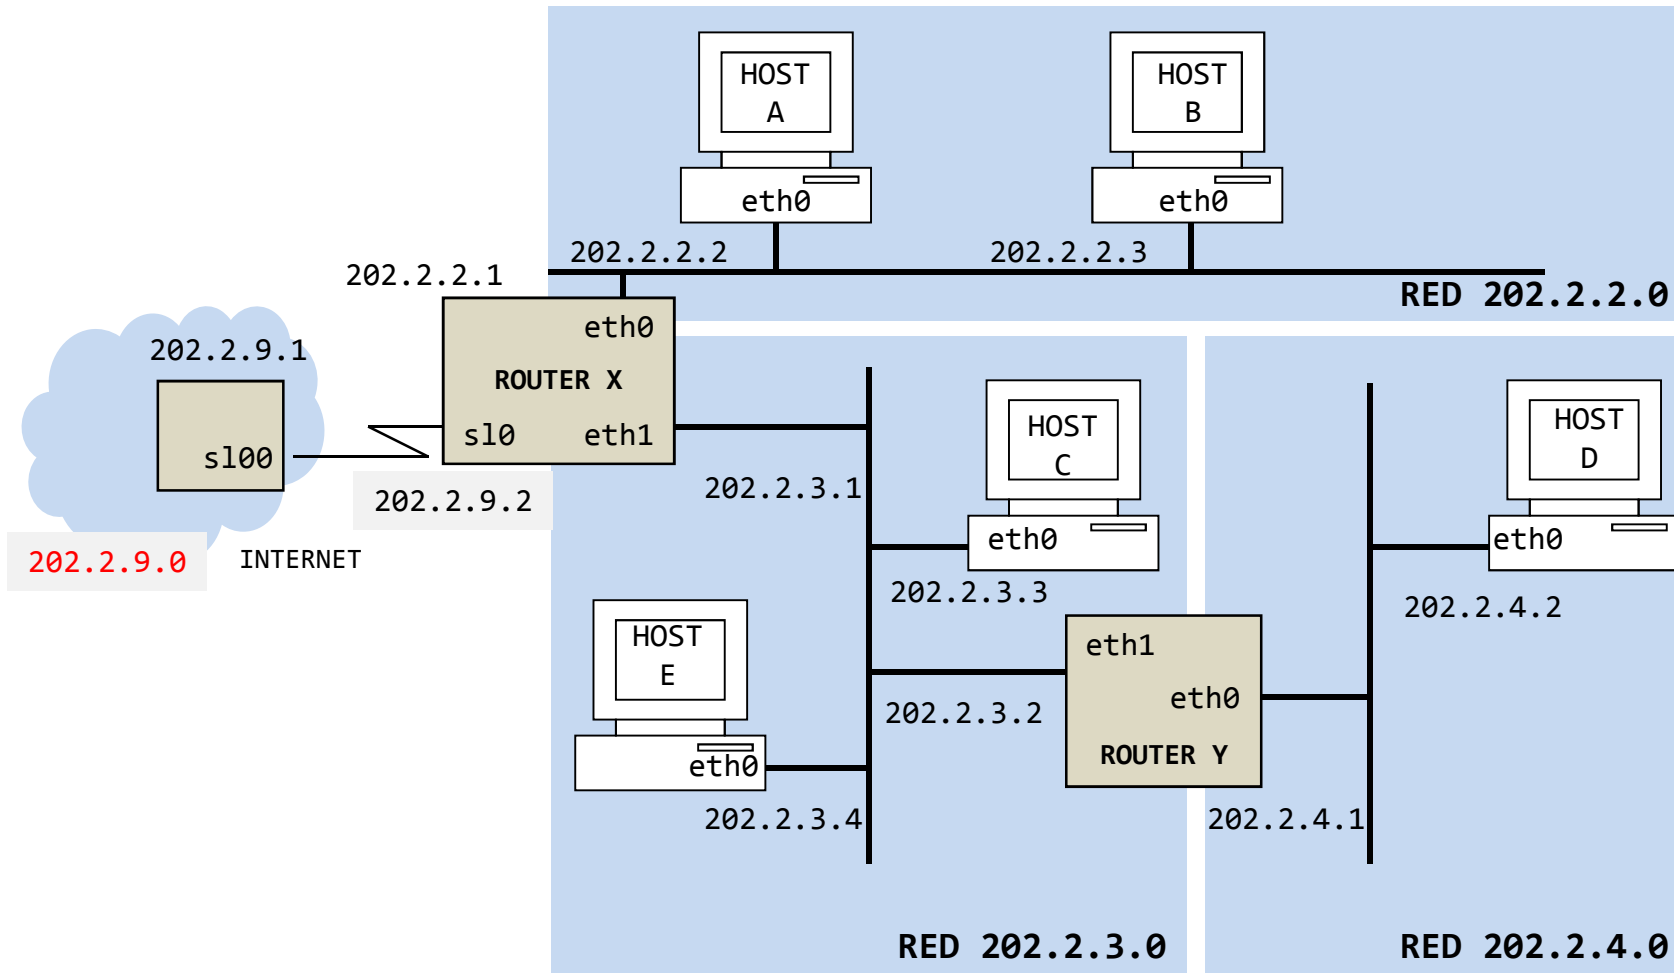 HOST
A
eth0
HOST
B
eth0
202.2.2.2
202.2.2.3
202.2.2.1
RED 202.2.2.0
eth0
ROUTER X
sl0
eth1
202.2.9.1
sl00
202.2.9.2
202.2.9.0
INTERNET
202.2.3.1
HOST
C
eth0
202.2.3.3
HOST
D
eth0
202.2.4.2
HOST
E
eth0
202.2.3.4
eth1
eth0
ROUTER Y
202.2.3.2
202.2.4.1
RED 202.2.3.0
RED 202.2.4.0